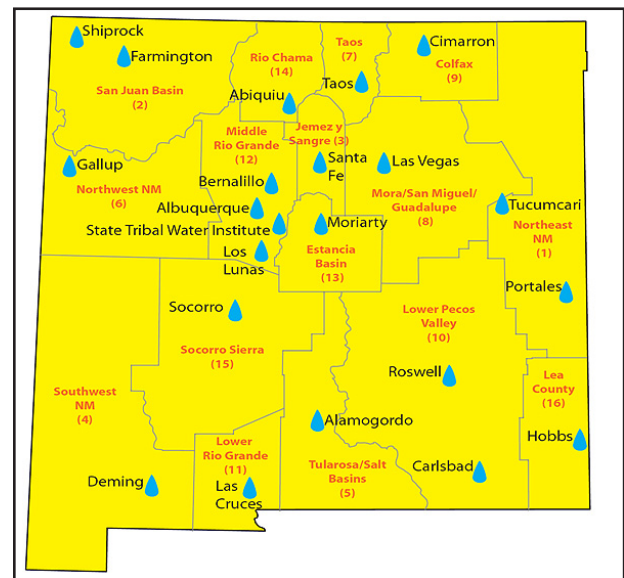 Shiprock
Farmington
San Juan Basin
(2)
Rio Chama
(14)
Abiquiu
Taos
(7)
Taos
Cimarron
Colfax
(9)
Gallup
Northwest NM
(6)
Middle
Rio Grande
(12)
Bernalillo
Albuquerque
State Tribal Water Institute
Los
Lunas
Jemez y
Sangre (3)
Santa
Fe
Las Vegas
Mora/San Miguel/
Guadalupe
(8)
Moriarty
Estancia
Basin
(13)
Tucumcari
Northeast
NM
(1)
Portales
Socorro
Socorro Sierra
(15)
Lower Pecos
Valley
(10)
Roswell
Lea
County
(16)
Hobbs
Southwest
NM
(4)
Deming
Lower
Rio Grande
(11)
Las
Cruces
Alamogordo
Tularosa/Salt
Basins
(5)
Carlsbad